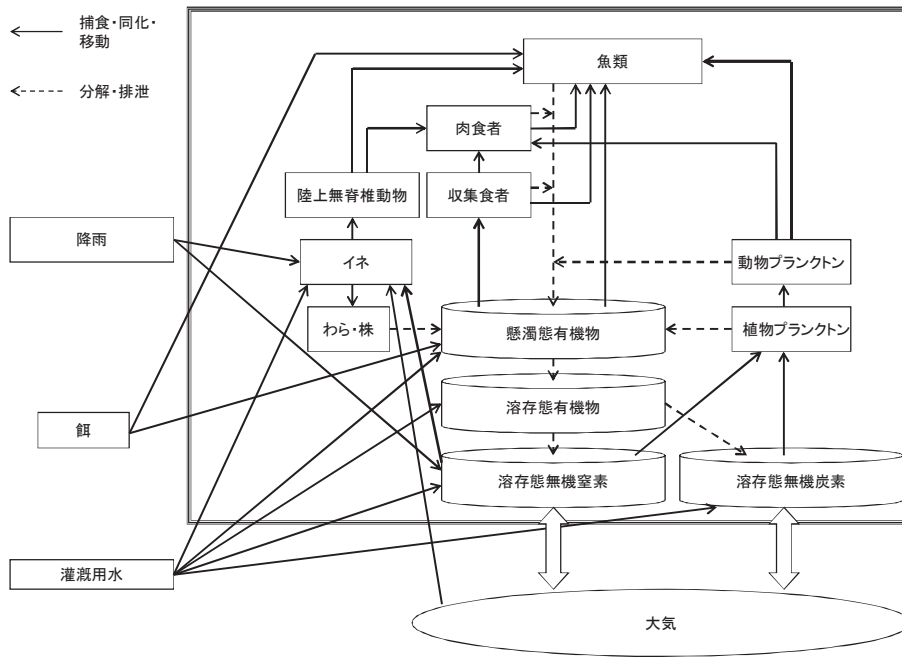 捕食・同化・
移動
分解・排泄
魚類
肉食者
陸上無脊椎動物
収集食者
降雨
イネ
動物プランクトン
わら・株
懸濁態有機物
植物プランクトン
溶存態有機物
餌
溶存態無機窒素
溶存態無機炭素
灌漑用水
大気